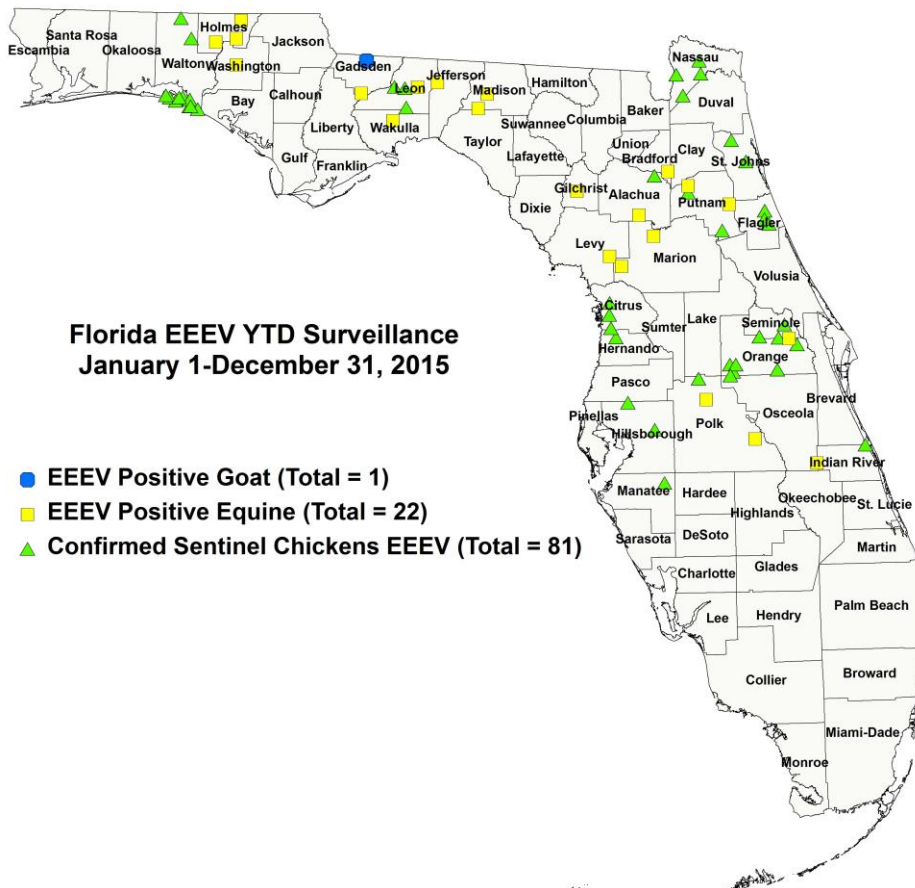 Holmes
Santa Rosa
Jackson
Escambia
Okaloosa
Walton
Washington
Gadsden
Jefferson
Nassau
Leon
Madison
Hamilton
Bay
Calhoun
Baker
Duval
Liberty
Wakulla
Suwannee
Columbia
Taylor
Union
Clay
Gulf
Franklin
Lafayette
Bradford
St. Johns
Gilchrist
Alachua
Putnam
Dixie
Flagler
Levy
Marion
Volusia
Citrus
Lake
Seminole
Sumter
Hernando
Orange
Florida EEEV YTD Surveillance
January 1-December 31, 2015
Pasco
Brevard
Pinellas
Polk
Osceola
Hillsborough
EEEV Positive Goat (Total = 1)
Indian River
Manatee
Hardee
Okeechobee
St. Lucie
EEEV Positive Equine (Total = 22)
Highlands
Sarasota
DeSoto
Confirmed Sentinel Chickens EEEV (Total = 81)
Martin
Charlotte
Glades
Palm Beach
Lee
Hendry
Collier
Broward
Miami-Dade
Monroe